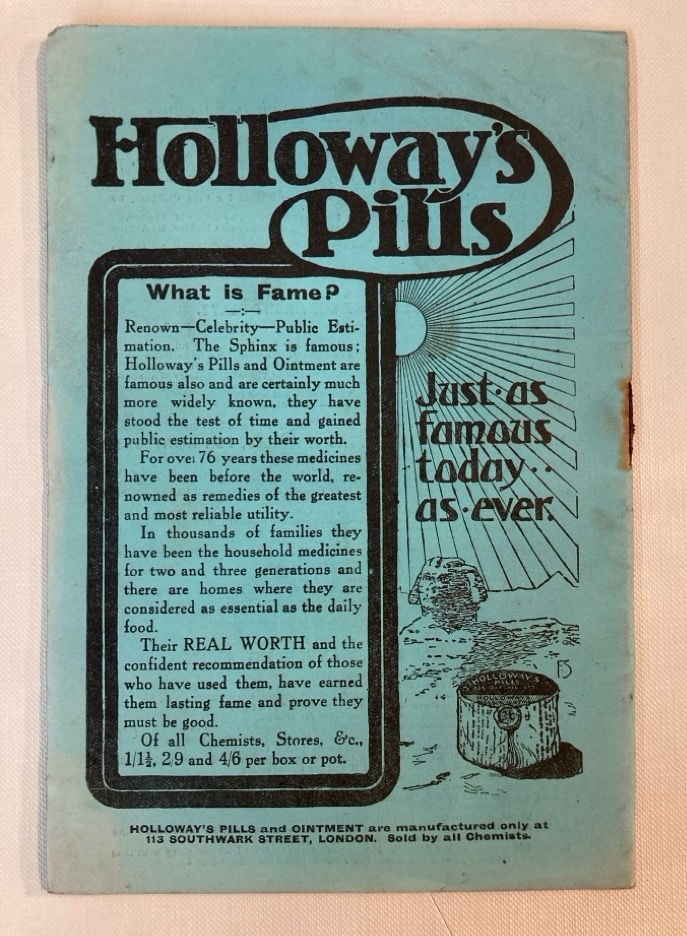 Holloway's
Pills
What is Fame?
Renown—Celebrity—Public Esti-
mation. The Sphinx is famous;
Holloway's Pills and Ointment are
famous also and are certainly much
more widely known, they have
stood the test of time and gained
public estimation by their worth.
For over 76 years these medicines
have been before the world, re-
nowned as remedies of the greatest
and most reliable utility.
In thousands of families they
have been the household medicines
for two and three generations and
there are homes where they are
considered as essential as the daily
food.
Their REAL WORTH and the
confident recommendation of those
who have used them, have earned
them lasting fame and prove they
must be good.
Of all Chemists, Stores, &c.,
1/1½, 2/9 and 4/6 per box or pot.
Just·as
famous
today··
as·ever.
FS
HOLLOWAY'S
PILLS
HOLLOWAY'S PILLS and OINTMENT are manufactured only at
113 SOUTHWARK STREET, LONDON. Sold by all Chemists.